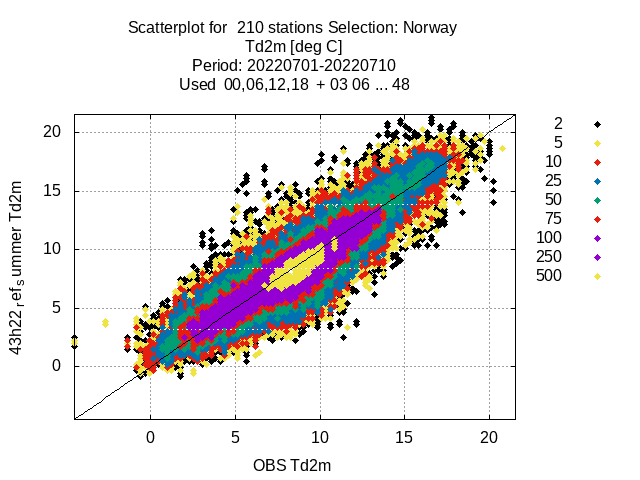 Scatterplot for 210 stations Selection: Norway
Td2m [deg C]
Period: 20220701-20220710
Used 00,06,12,18 + 03 06 ... 48
2
5
10
25
50
75
100
250
500
20
15
10
5
0
43h22 ref s ummer Td2m
0 5 10 15 20
OBS Td2m